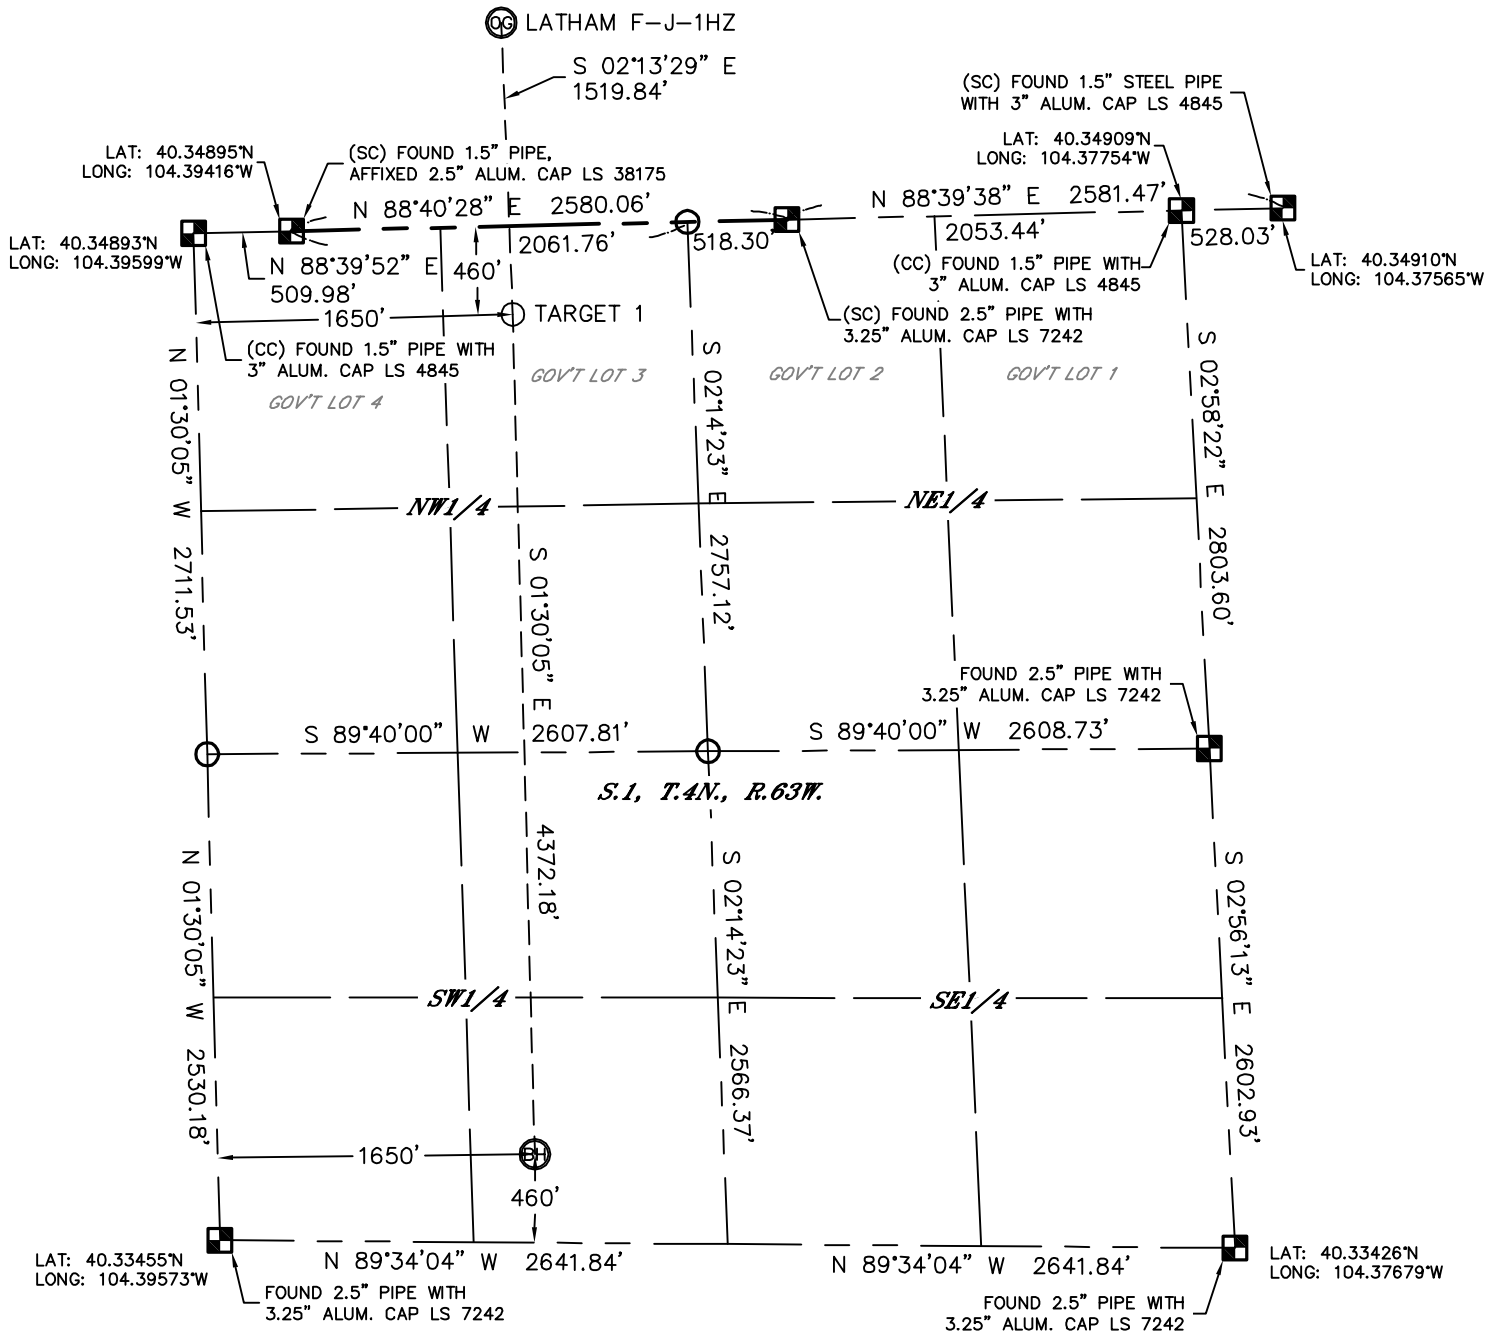 OG LATHAM F-J-1HZ
S 02°13'29" E
1519.84'
(SC) FOUND 1.5" STEEL PIPE
WITH 3" ALUM. CAP LS 4845
LAT: 40.34895°N
LONG: 104.39416°W
(SC) FOUND 1.5" PIPE,
AFFIXED 2.5" ALUM. CAP LS 38175
LAT: 40.34909°N
LONG: 104.37754°W
N 88°40'28" E 2580.06'
N 88°39'38" E 2581.47'
LAT: 40.34893°N
LONG: 104.39599°W
2061.76'
518.30'
2053.44'
528.03'
N 88°39'52" E
509.98'
460'
(CC) FOUND 1.5" PIPE WITH
3" ALUM. CAP LS 4845
LAT: 40.34910°N
LONG: 104.37565°W
1650'
TARGET 1
(SC) FOUND 2.5" PIPE WITH
3.25" ALUM. CAP LS 7242
(CC) FOUND 1.5" PIPE WITH
3" ALUM. CAP LS 4845
GOV'T LOT 4
GOV'T LOT 3
GOV'T LOT 2
GOV'T LOT 1
N 01°30'05" W 2711.53'
S 02°14'23" E 2757.12'
S 02°58'22" E 2803.60'
NW1/4
NE1/4
S 01°30'05" E 4372.18'
FOUND 2.5" PIPE WITH
3.25" ALUM. CAP LS 7242
S 89°40'00" W 2607.81'
S 89°40'00" W 2608.73'
S.1, T.4N., R.63W.
N 01°30'05" W 2530.18'
S 02°14'23" E 2566.37'
S 02°56'13" E 2602.93'
SW1/4
SE1/4
1650'
BH
460'
LAT: 40.33455°N
LONG: 104.39573°W
N 89°34'04" W 2641.84'
N 89°34'04" W 2641.84'
LAT: 40.33426°N
LONG: 104.37679°W
FOUND 2.5" PIPE WITH
3.25" ALUM. CAP LS 7242
FOUND 2.5" PIPE WITH
3.25" ALUM. CAP LS 7242